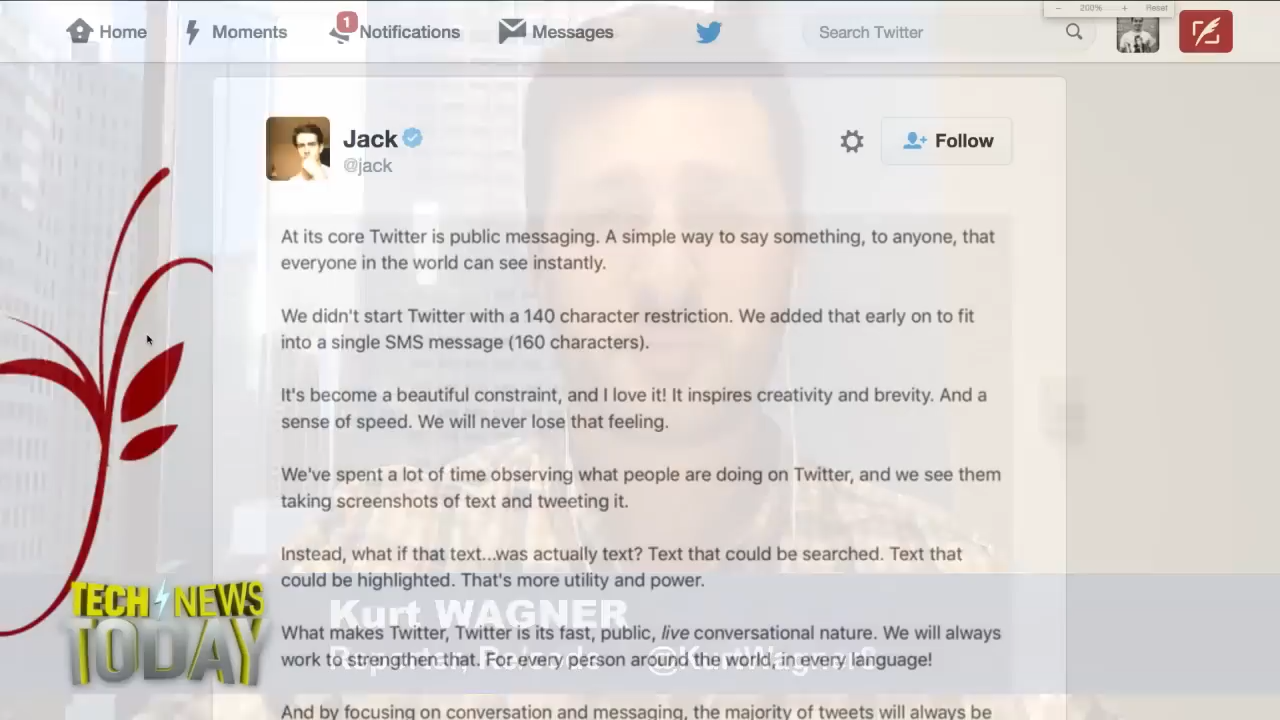 200%
Reset
Home
Moments
1
Notifications
Messages
Search Twitter
Jack
@jack
Follow
At its core Twitter is public messaging. A simple way to say something, to anyone, that
everyone in the world can see instantly.
We didn't start Twitter with a 140 character restriction. We added that early on to fit
into a single SMS message (160 characters).
It's become a beautiful constraint, and I love it! It inspires creativity and brevity. And a
sense of speed. We will never lose that feeling.
We've spent a lot of time observing what people are doing on Twitter, and we see them
taking screenshots of text and tweeting it.
Instead, what if that text...was actually text? Text that could be searched. Text that
could be highlighted. That's more utility and power.
What makes Twitter, Twitter is its fast, public, live conversational nature. We will always
work to strengthen that. For every person around the world, in every language!
And by focusing on conversation and messaging, the majority of tweets will always be
TECH NEWS
TODAY
Kurt WAGNER
Reporter, Re/code @KurtWagner8